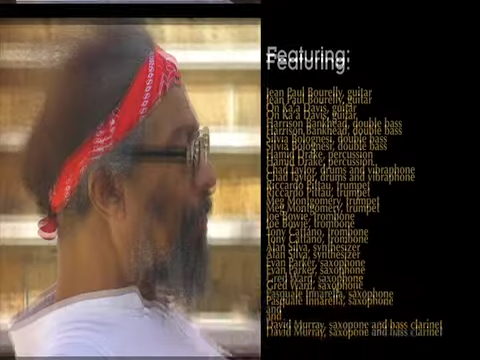 Featuring:
Jean Paul Bourelly, guitar
On Ka'a Davis, guitar
Harrison Bankhead, double bass
Silvia Bolognesi, double bass
Hamid Drake, percussion
Chad Taylor, drums and vibraphone
Riccardo Pittau, trumpet
Meg Montgomery, trumpet
Joe Bowie, trombone
Tony Cattano, trombone
Alan Silva, synthesizer
Evan Parker, saxophone
Greg Ward, saxophone
Pasquale Innarella, saxophone
and
David Murray, saxopone and bass clarinet